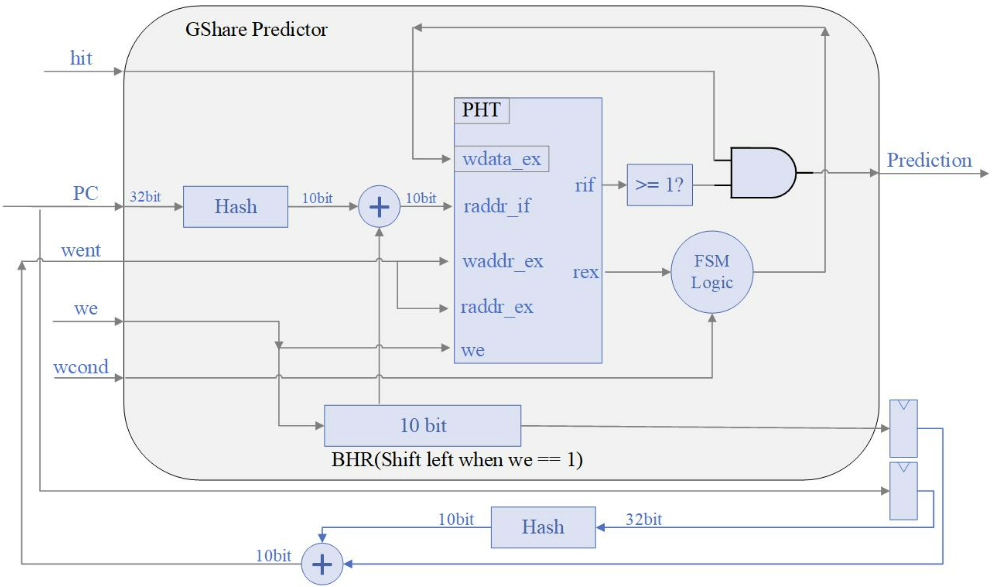 GShare Predictor
hit
PHT
wdata_ex
Prediction
rif
>= 1?
PC
32bit
Hash
10bit
+
10bit
raddr_if
went
waddr_ex
rex
FSM
Logic
we
raddr_ex
we
wcond
10 bit
BHR(Shift left when we == 1)
10bit
Hash
32bit
10bit
+